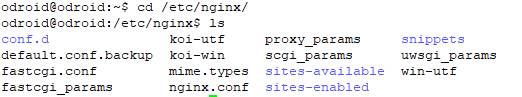 odroid@odroid:~$ cd /etc/nginx/
odroid@odroid:/etc/nginx$ ls
conf.d koi-utf proxy_params snippets
default.conf.backup koi-win scgi_params uwsgi_params
fastcgi.conf mime.types sites-available win-utf
fastcgi_params nginx.conf sites-enabled